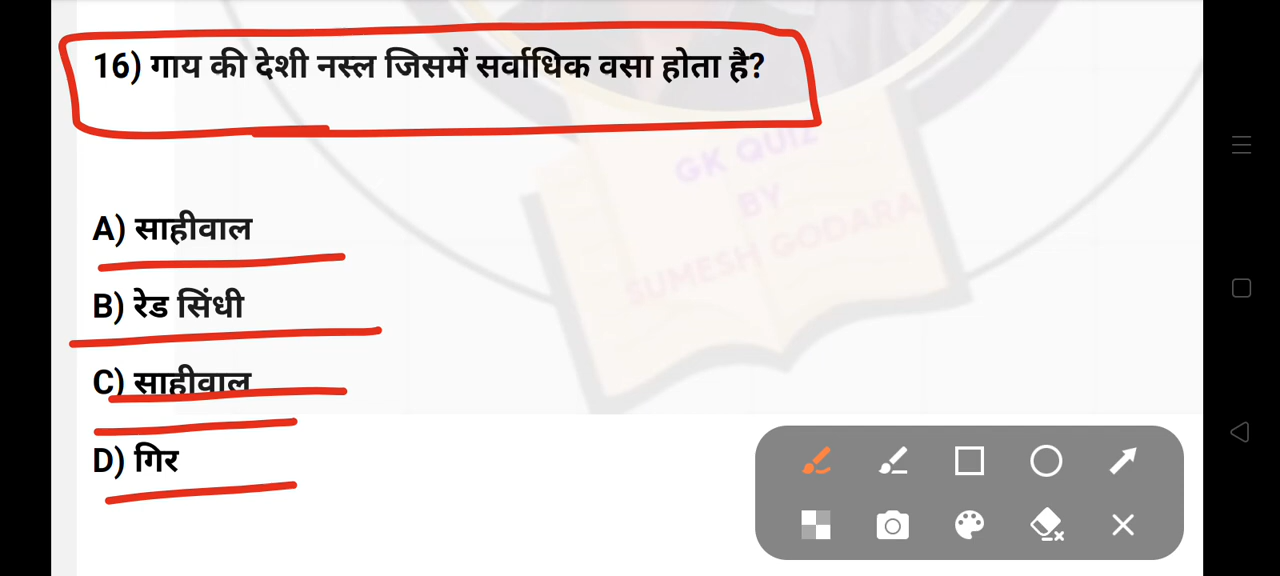 16) गाय की देशी नस्ल जिसमें सर्वाधिक वसा होता है?
GK QUIZ
BY
SUMESH GODARA
A) साहीवाल
B) रेड सिंधी
C) साहीवाल
D) गिर